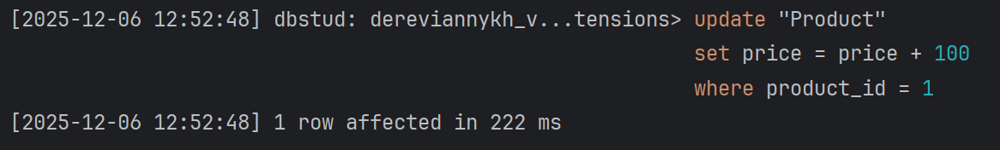 [2025-12-06 12:52:48] dbstud: dereviannykh_v...tensions> update "Product"
set price = price + 100
where product_id = 1
[2025-12-06 12:52:48] 1 row affected in 222 ms